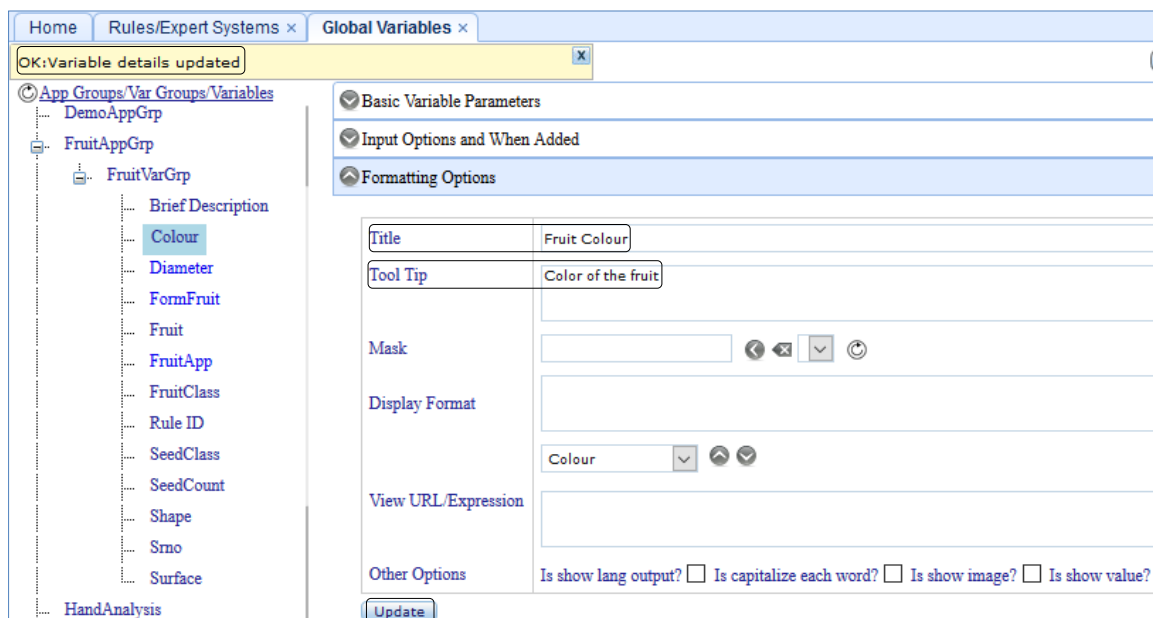 Home Rules/Expert Systems × Global Variables ×
OK:Variable details updated X
App Groups/Var Groups/Variables
DemoAppGrp
FruitAppGrp
FruitVarGrp
Brief Description
Colour
Diameter
FormFruit
Fruit
FruitApp
FruitClass
Rule ID
SeedClass
SeedCount
Shape
Srno
Surface
HandAnalysis
Basic Variable Parameters
Input Options and When Added
Formatting Options
Title Fruit Colour
Tool Tip Color of the fruit
Mask
Display Format
Colour
View URL/Expression
Other Options Is show lang output? Is capitalize each word? Is show image? Is show value?
Update